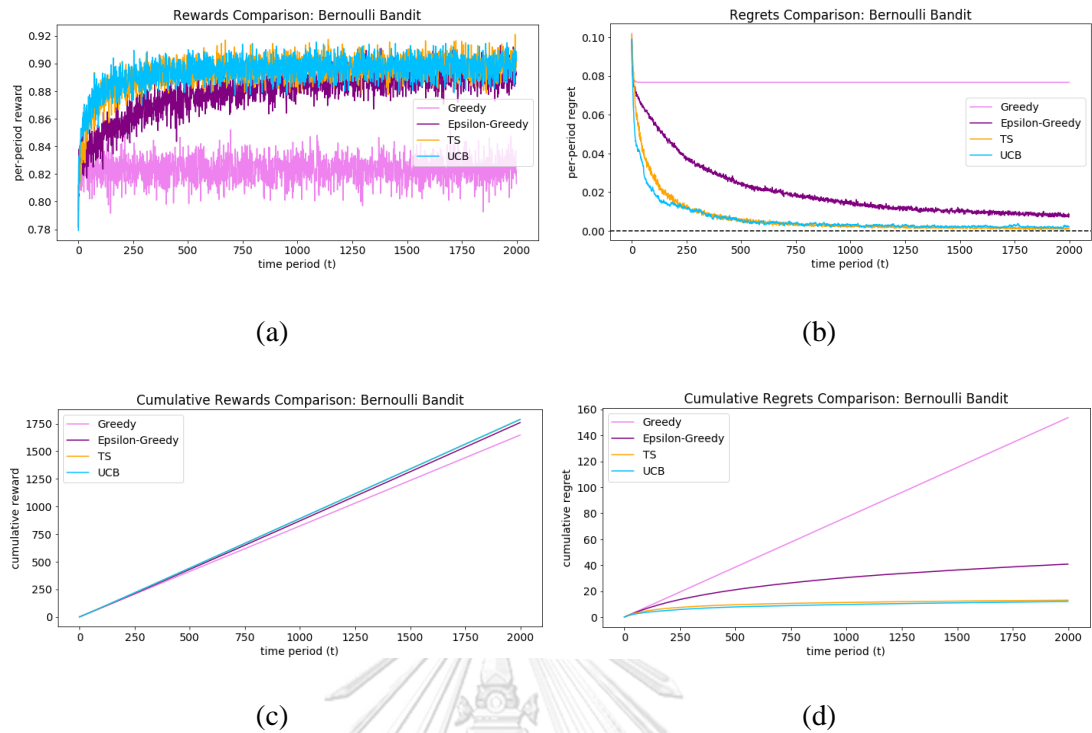 Rewards Comparison: Bernoulli Bandit
per-period reward
0.92
0.90
0.88
0.86
0.84
0.82
0.80
0.78
Greedy
Epsilon-Greedy
TS
UCB
0 250 500 750 1000 1250 1500 1750 2000
time period (t)
(a)
Regrets Comparison: Bernoulli Bandit
per-period regret
0.10
0.08
0.06
0.04
0.02
0.00
Greedy
Epsilon-Greedy
TS
UCB
0 250 500 750 1000 1250 1500 1750 2000
time period (t)
(b)
Cumulative Rewards Comparison: Bernoulli Bandit
cumulative reward
1750
1500
1250
1000
750
500
250
0
Greedy
Epsilon-Greedy
TS
UCB
0 250 500 750 1000 1250 1500 1750 2000
time period (t)
(c)
Cumulative Regrets Comparison: Bernoulli Bandit
cumulative regret
160
140
120
100
80
60
40
20
0
Greedy
Epsilon-Greedy
TS
UCB
0 250 500 750 1000 1250 1500 1750 2000
time period (t)
(d)